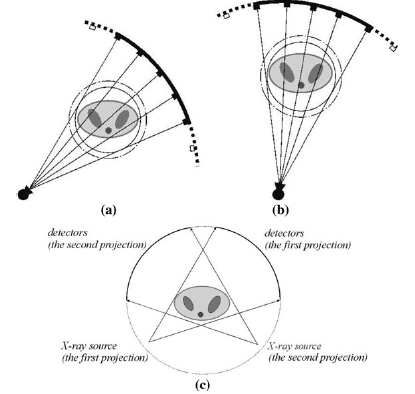 (a)
(b)
detectors
(the second projection)
detectors
(the first projection)
X-ray source
(the first projection)
X-ray source
(the second projection)
(c)